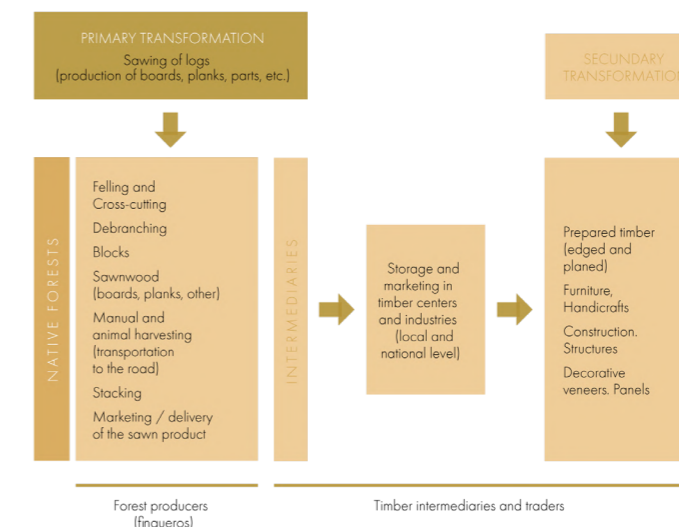 PRIMARY TRANSFORMATION
Sawing of logs
(production of boards, planks, parts, etc.)
SECUNDARY
TRANSFORMATION
NATIVE FORESTS
Felling and
Cross-cutting
Debranching
Blocks
Sawnwood
(boards, planks, other)
Manual and
animal harvesting
(transportation
to the road)
Stacking
Marketing / delivery
of the sawn product
INTERMEDIARIES
Storage and
marketing in
timber centers
and industries
(local and
national level)
Prepared timber
(edged and
planed)
Furniture,
Handicrafts
Construction.
Structures
Decorative
veneers. Panels
Forest producers
(finqueros)
Timber intermediaries and traders